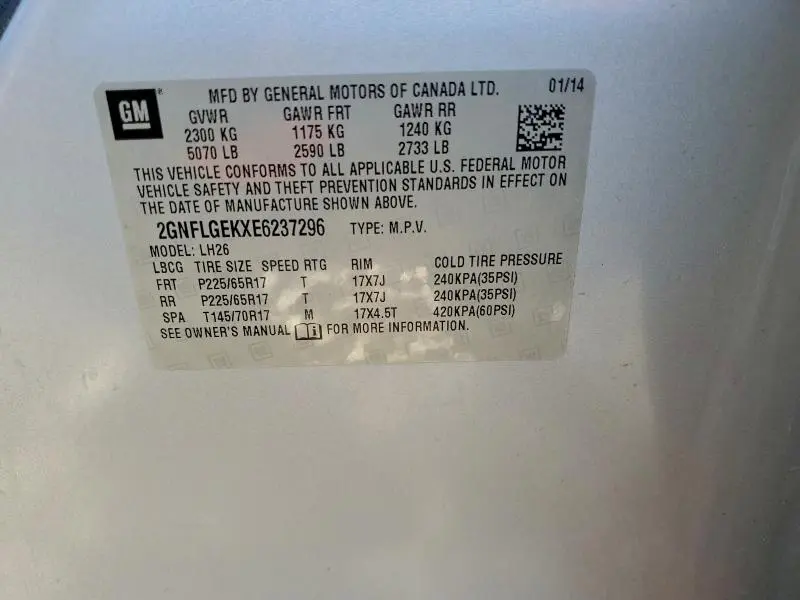 GM ® MFD BY GENERAL MOTORS OF CANADA LTD. 01/14
GVWR GAWR FRT GAWR RR
2300 KG 1175 KG 1240 KG
5070 LB 2590 LB 2733 LB
THIS VEHICLE CONFORMS TO ALL APPLICABLE U.S. FEDERAL MOTOR
VEHICLE SAFETY AND THEFT PREVENTION STANDARDS IN EFFECT ON
THE DATE OF MANUFACTURE SHOWN ABOVE.
2GNFLGEKXE6237296 TYPE: M.P.V.
MODEL: LH26
LBCG TIRE SIZE SPEED RTG RIM COLD TIRE PRESSURE
FRT P225/65R17 T 17X7J 240KPA(35PSI)
RR P225/65R17 T 17X7J 240KPA(35PSI)
SPA T145/70R17 M 17X4.5T 420KPA(60PSI)
SEE OWNER'S MANUAL i FOR MORE INFORMATION.